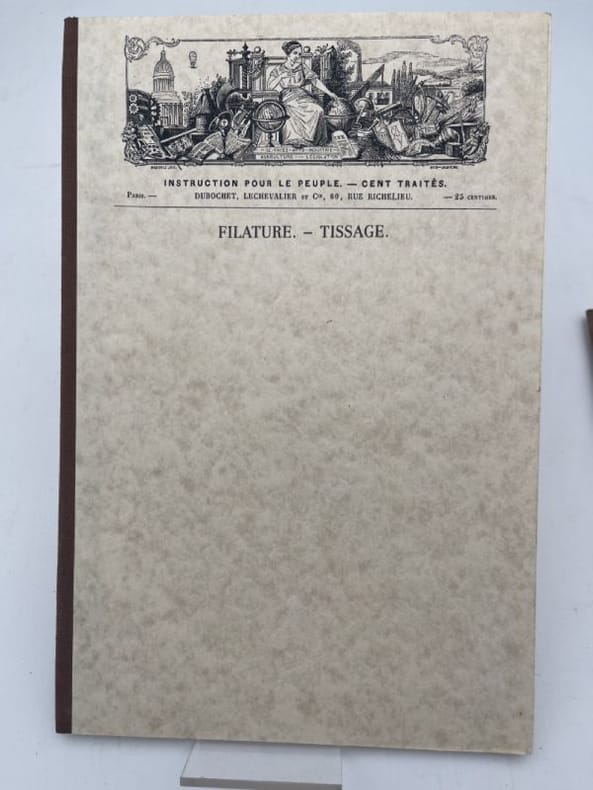 INSTRUCTION POUR LE PEUPLE. — CENT TRAITÉS.
PARIS. — DUBOCHET, LECHEVALIER ET Cie, 60, RUE RICHELIEU. — 25 CENTIMES.
FILATURE. – TISSAGE.